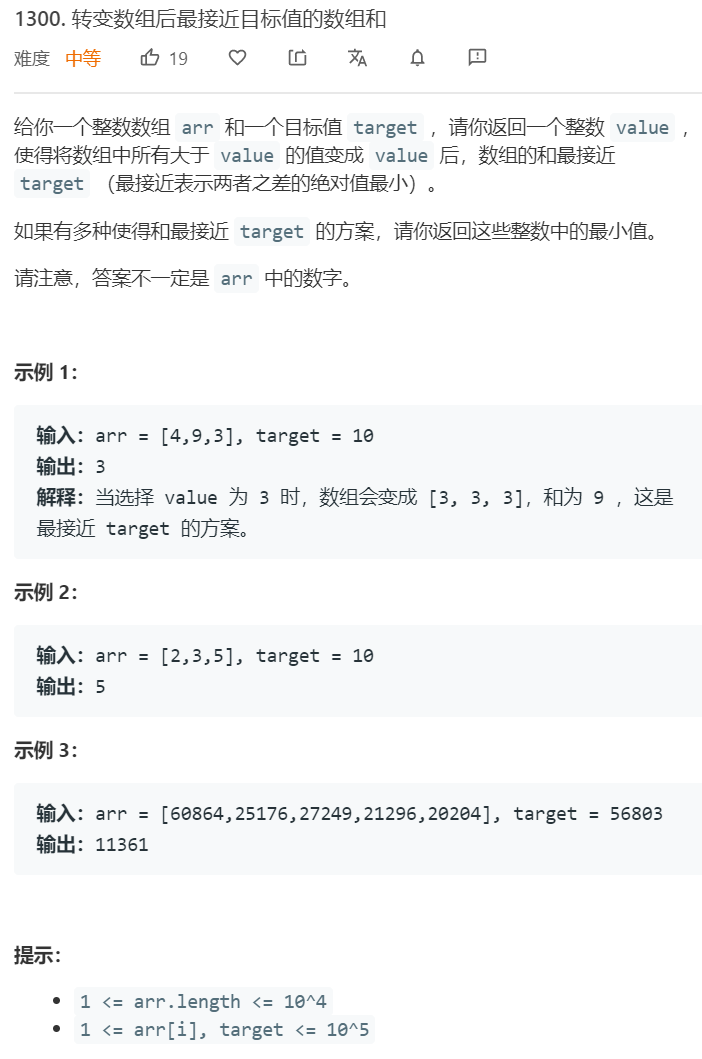 1300. 转变数组后最接近目标值的数组和
难度 中等 19
给你一个整数数组 arr 和一个目标值 target ，请你返回一个整数 value ，
使得将数组中所有大于 value 的值变成 value 后，数组的和最接近
target （最接近表示两者之差的绝对值最小）。
如果有多种使得和最接近 target 的方案，请你返回这些整数中的最小值。
请注意，答案不一定是 arr 中的数字。
示例 1：
输入：arr = [4,9,3], target = 10
输出：3
解释：当选择 value 为 3 时，数组会变成 [3, 3, 3]，和为 9 ，这是
最接近 target 的方案。
示例 2：
输入：arr = [2,3,5], target = 10
输出：5
示例 3：
输入：arr = [60864,25176,27249,21296,20204], target = 56803
输出：11361
提示：
• 1 <= arr.length <= 10^4
• 1 <= arr[i], target <= 10^5